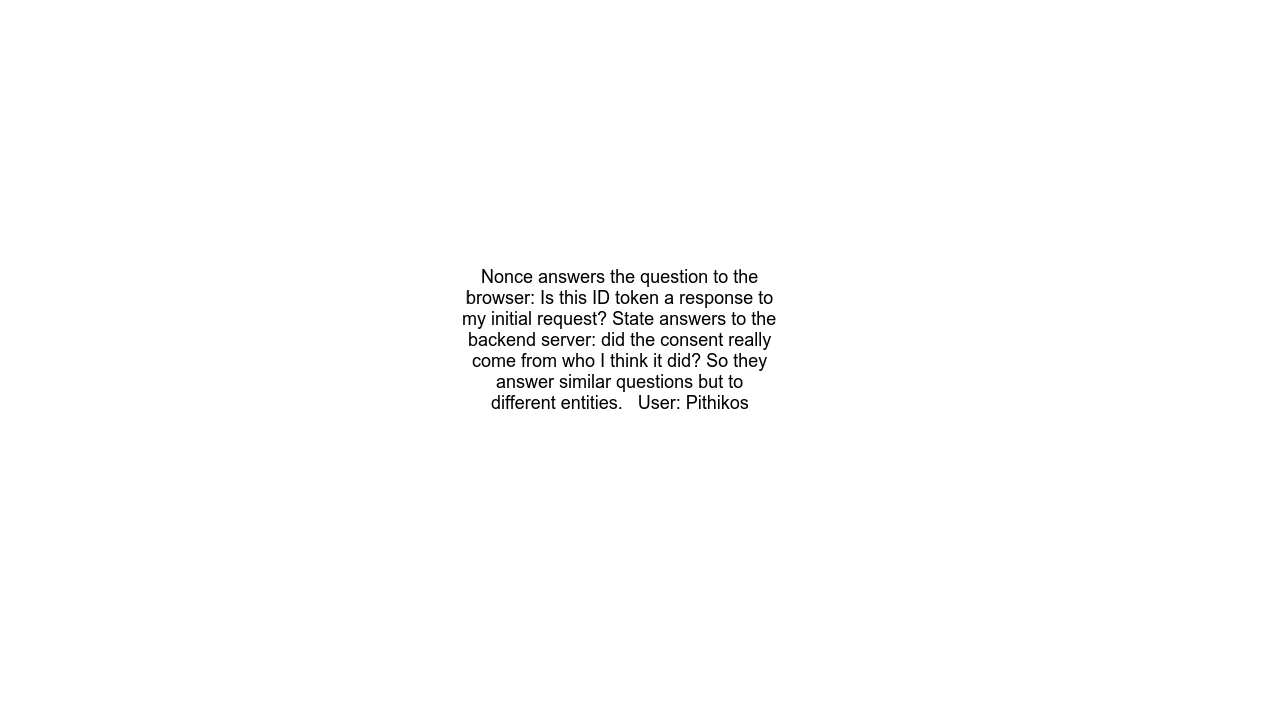 Nonce answers the question to the
browser: Is this ID token a response to
my initial request? State answers to the
backend server: did the consent really
come from who I think it did? So they
answer similar questions but to
different entities.   User: Pithikos